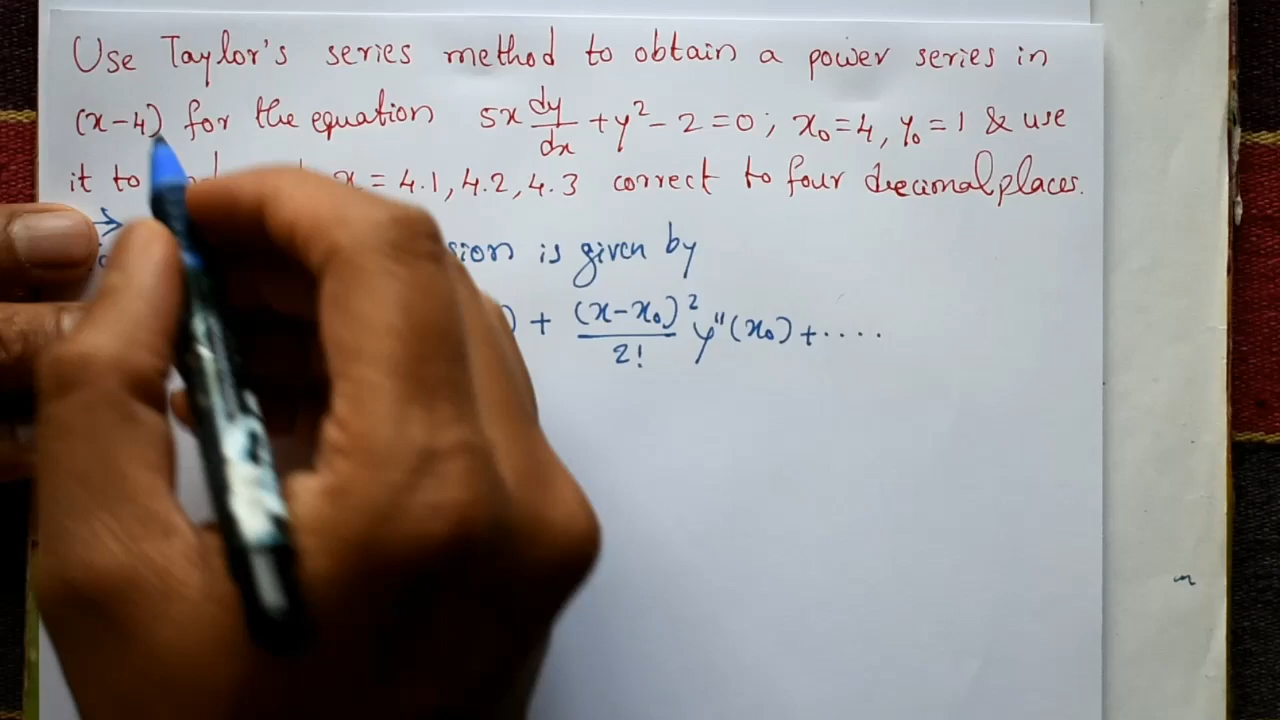 Use Taylor's series method to obtain a power series in
(x-4) for the equation 5x dy/dx + y² - 2 = 0 ; x₀ = 4, y₀ = 1 & use
it to x = 4.1, 4.2, 4.3 correct to four decimal places.
is given by
+ (x-x₀)²/2! y''(x₀) + ....